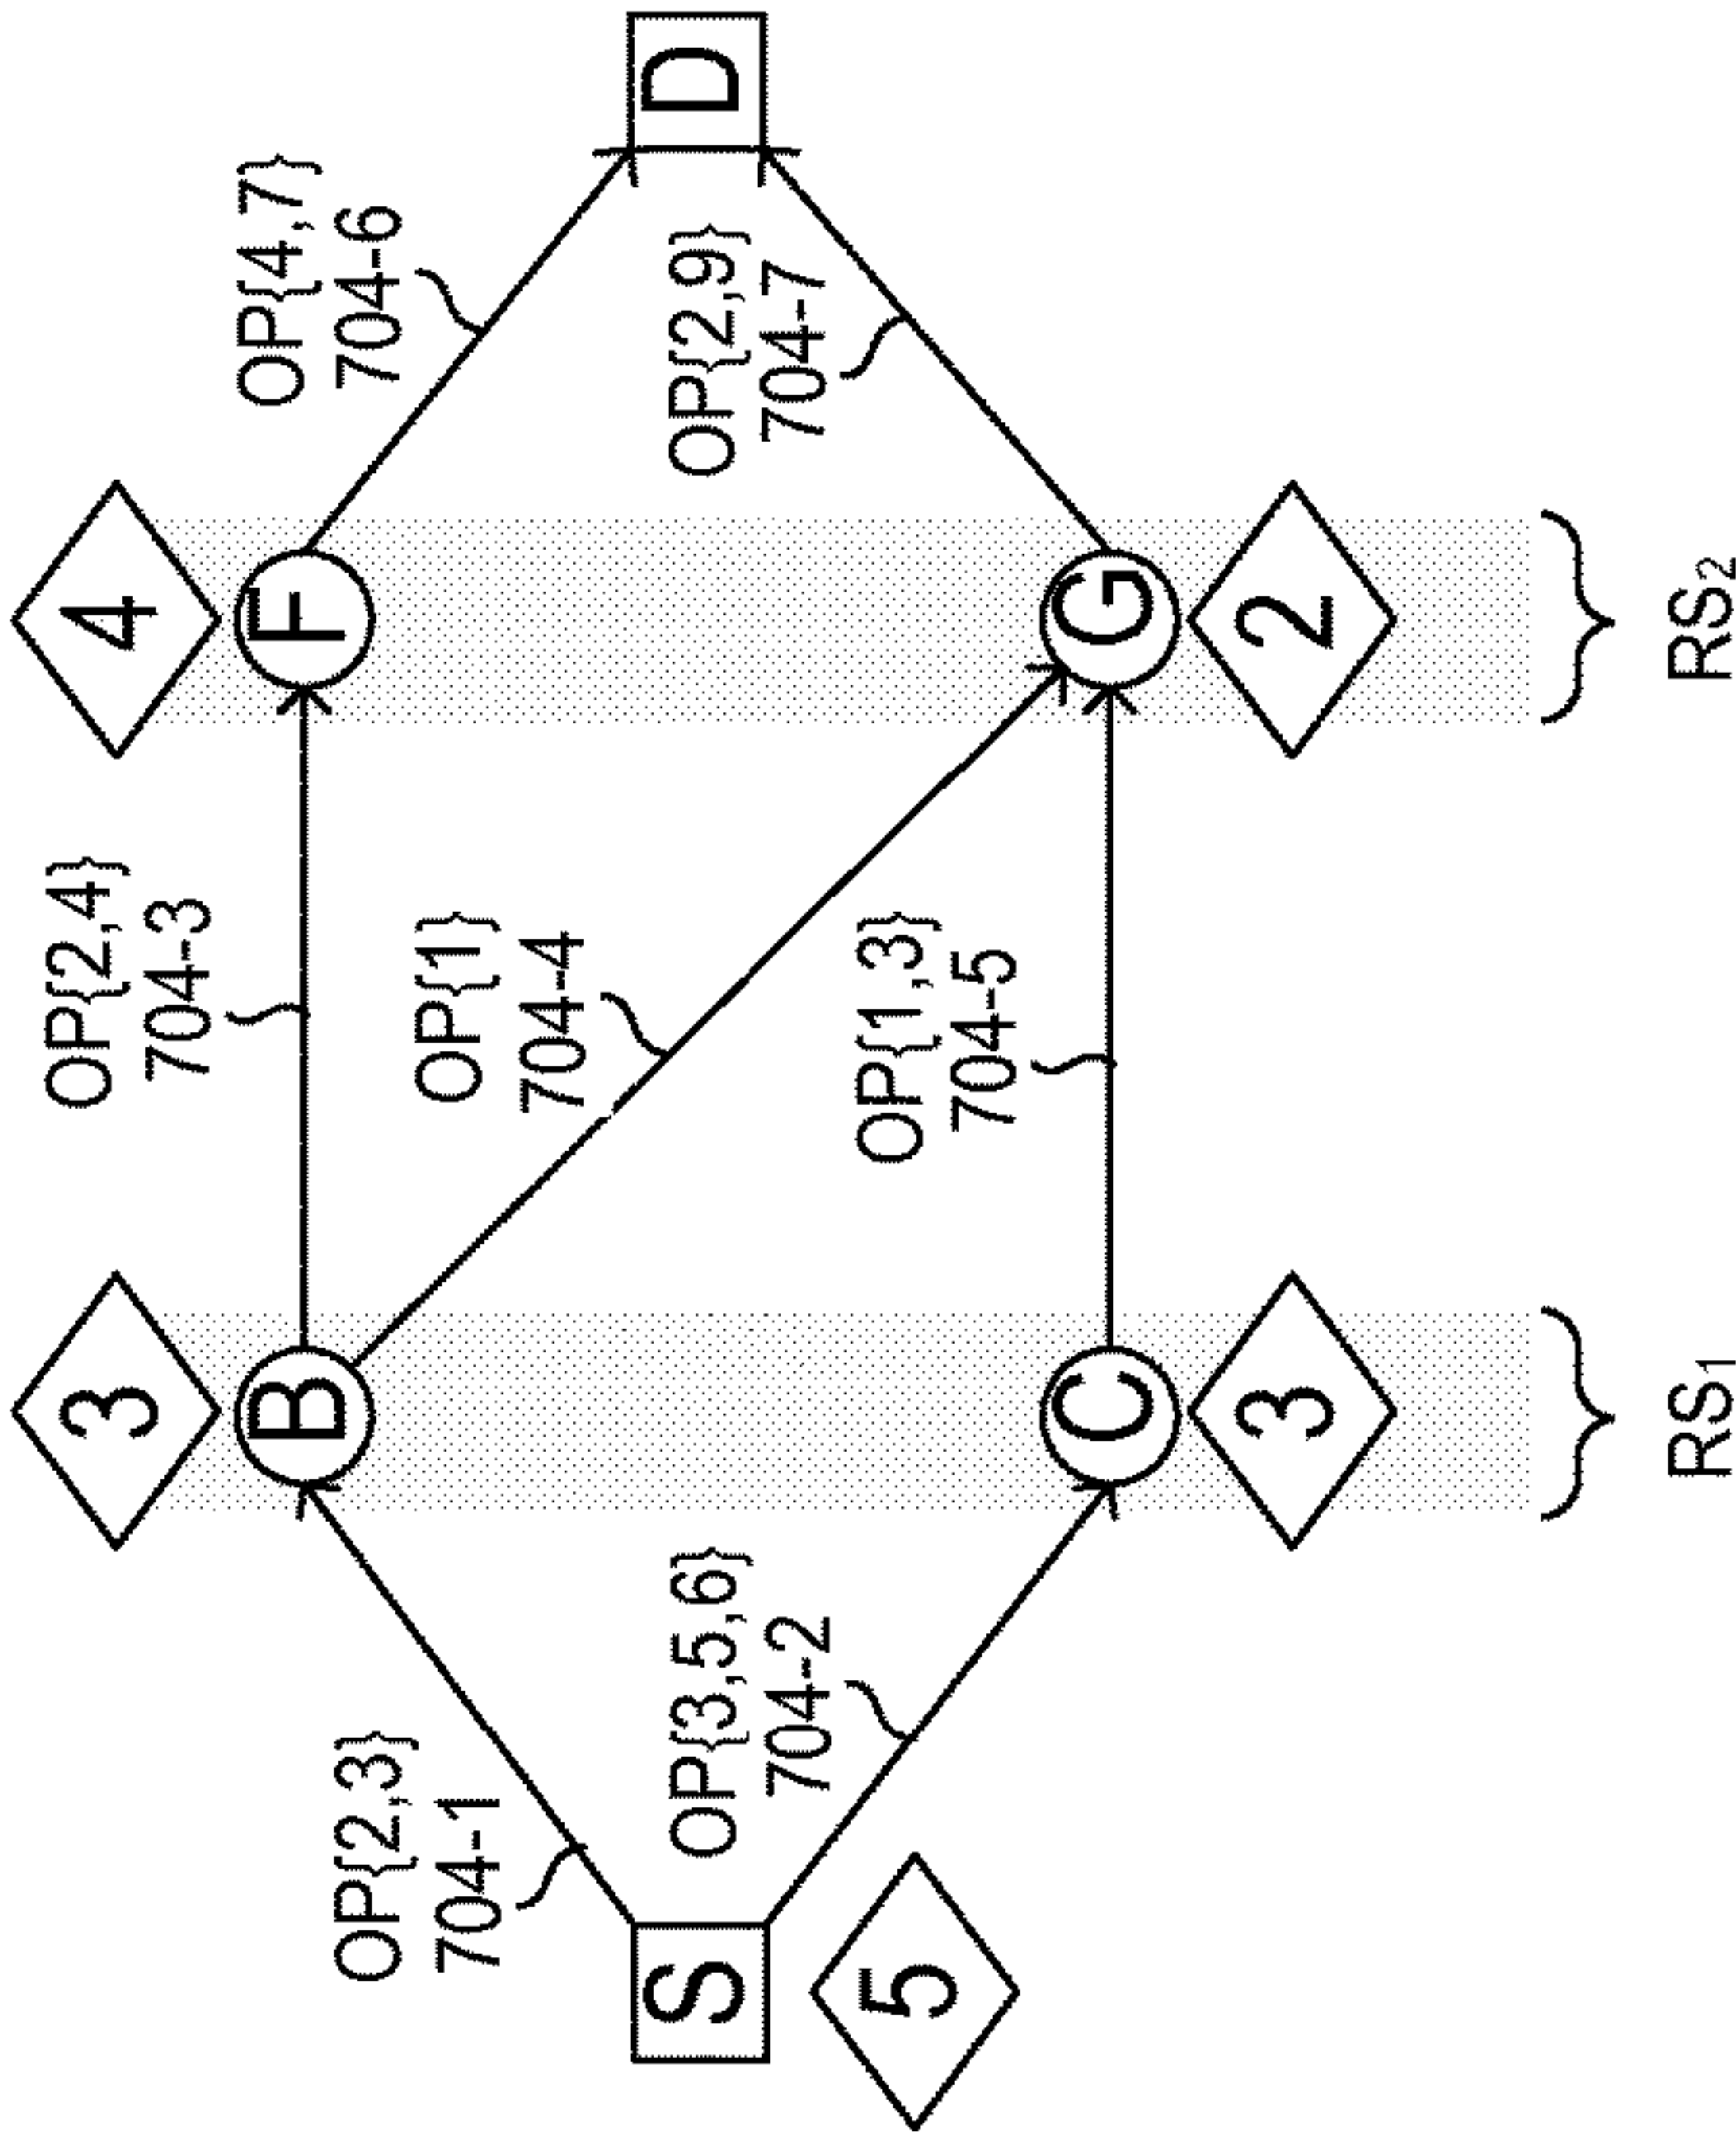 3
4
OP{2,4}
704-3
B
F
OP{2,3}
704-1
OP{4,7}
704-6
OP{1}
704-4
S
D
5
OP{3,5,6}
704-2
OP{2,9}
704-7
OP{1,3}
704-5
C
G
3
2
RS1
RS2